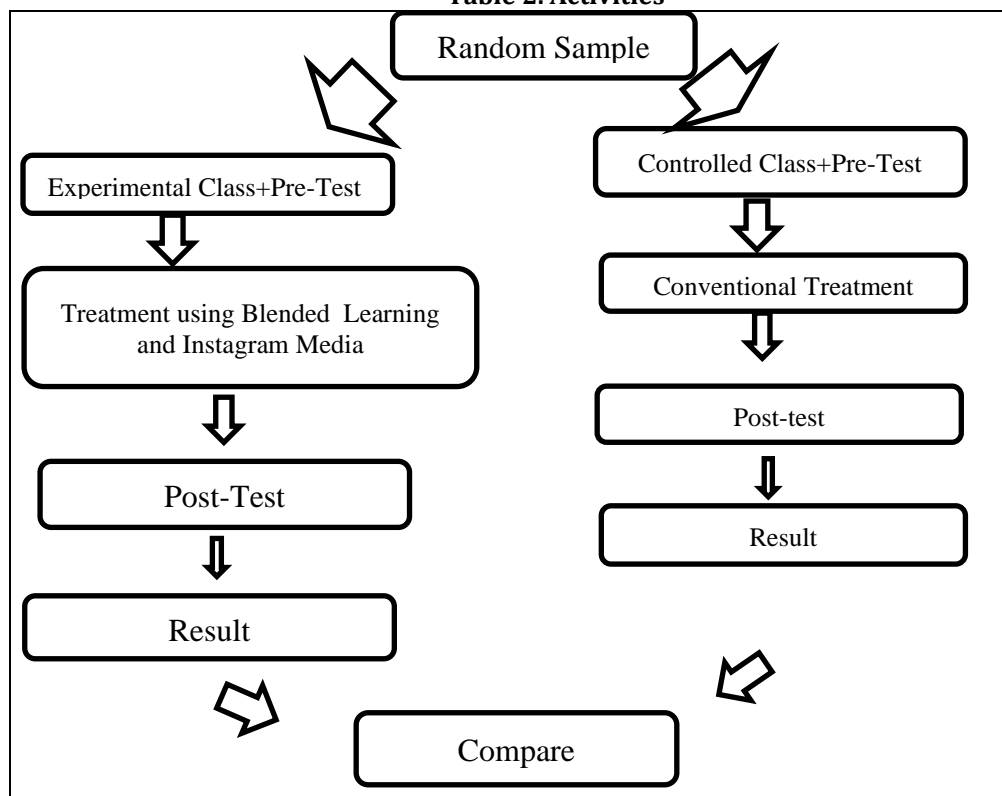 Table 2. Activities
Random Sample
Experimental Class+Pre-Test
Treatment using Blended Learning
and Instagram Media
Post-Test
Result
Controlled Class+Pre-Test
Conventional Treatment
Post-test
Result
Compare